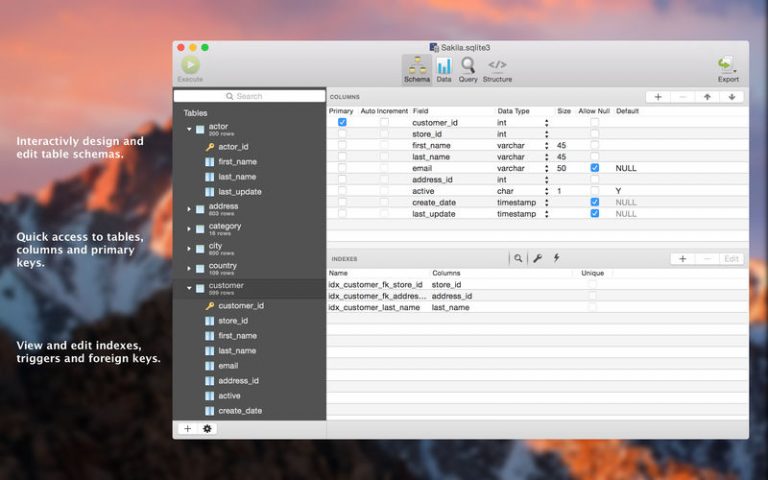 Sakila.sqlite3
Execute
Schema Data Query Structure
Export
Search
Tables
actor
200 rows
actor_id
first_name
last_name
last_update
address
603 rows
category
16 rows
city
600 rows
country
109 rows
customer
599 rows
customer_id
store_id
first_name
last_name
email
address_id
active
create_date
Interactivly design and
edit table schemas.
Quick access to tables,
columns and primary
keys.
View and edit indexes,
triggers and foreign keys.
COLUMNS
Primary Auto Increment Field Data Type Size Allow Null Default
customer_id int
store_id int
first_name varchar 45
last_name varchar 45
email varchar 50 NULL
address_id int
active char 1 Y
create_date timestamp NULL
last_update timestamp NULL
INDEXES
Edit
Name Columns Unique
idx_customer_fk_store_id store_id
idx_customer_fk_addres... address_id
idx_customer_last_name last_name